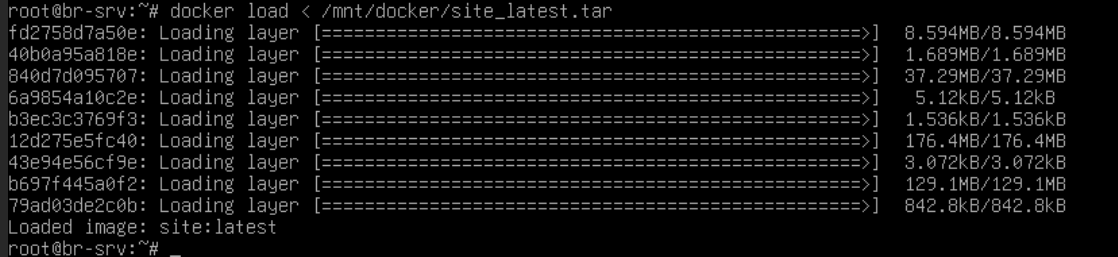 root@br-srv:~# docker load < /mnt/docker/site_latest.tar
fd2758d7a50e: Loading layer [==================================================>]  8.594MB/8.594MB
40b0a95a818e: Loading layer [==================================================>]  1.689MB/1.689MB
840d7d095707: Loading layer [==================================================>]  37.29MB/37.29MB
6a9854a10c2e: Loading layer [==================================================>]   5.12kB/5.12kB
b3ec3c3769f3: Loading layer [==================================================>]  1.536kB/1.536kB
12d275e5fc40: Loading layer [==================================================>]  176.4MB/176.4MB
43e94e56cf9e: Loading layer [==================================================>]  3.072kB/3.072kB
b697f445a0f2: Loading layer [==================================================>]  129.1MB/129.1MB
79ad03de2c0b: Loading layer [==================================================>]  842.8kB/842.8kB
Loaded image: site:latest
root@br-srv:~# _